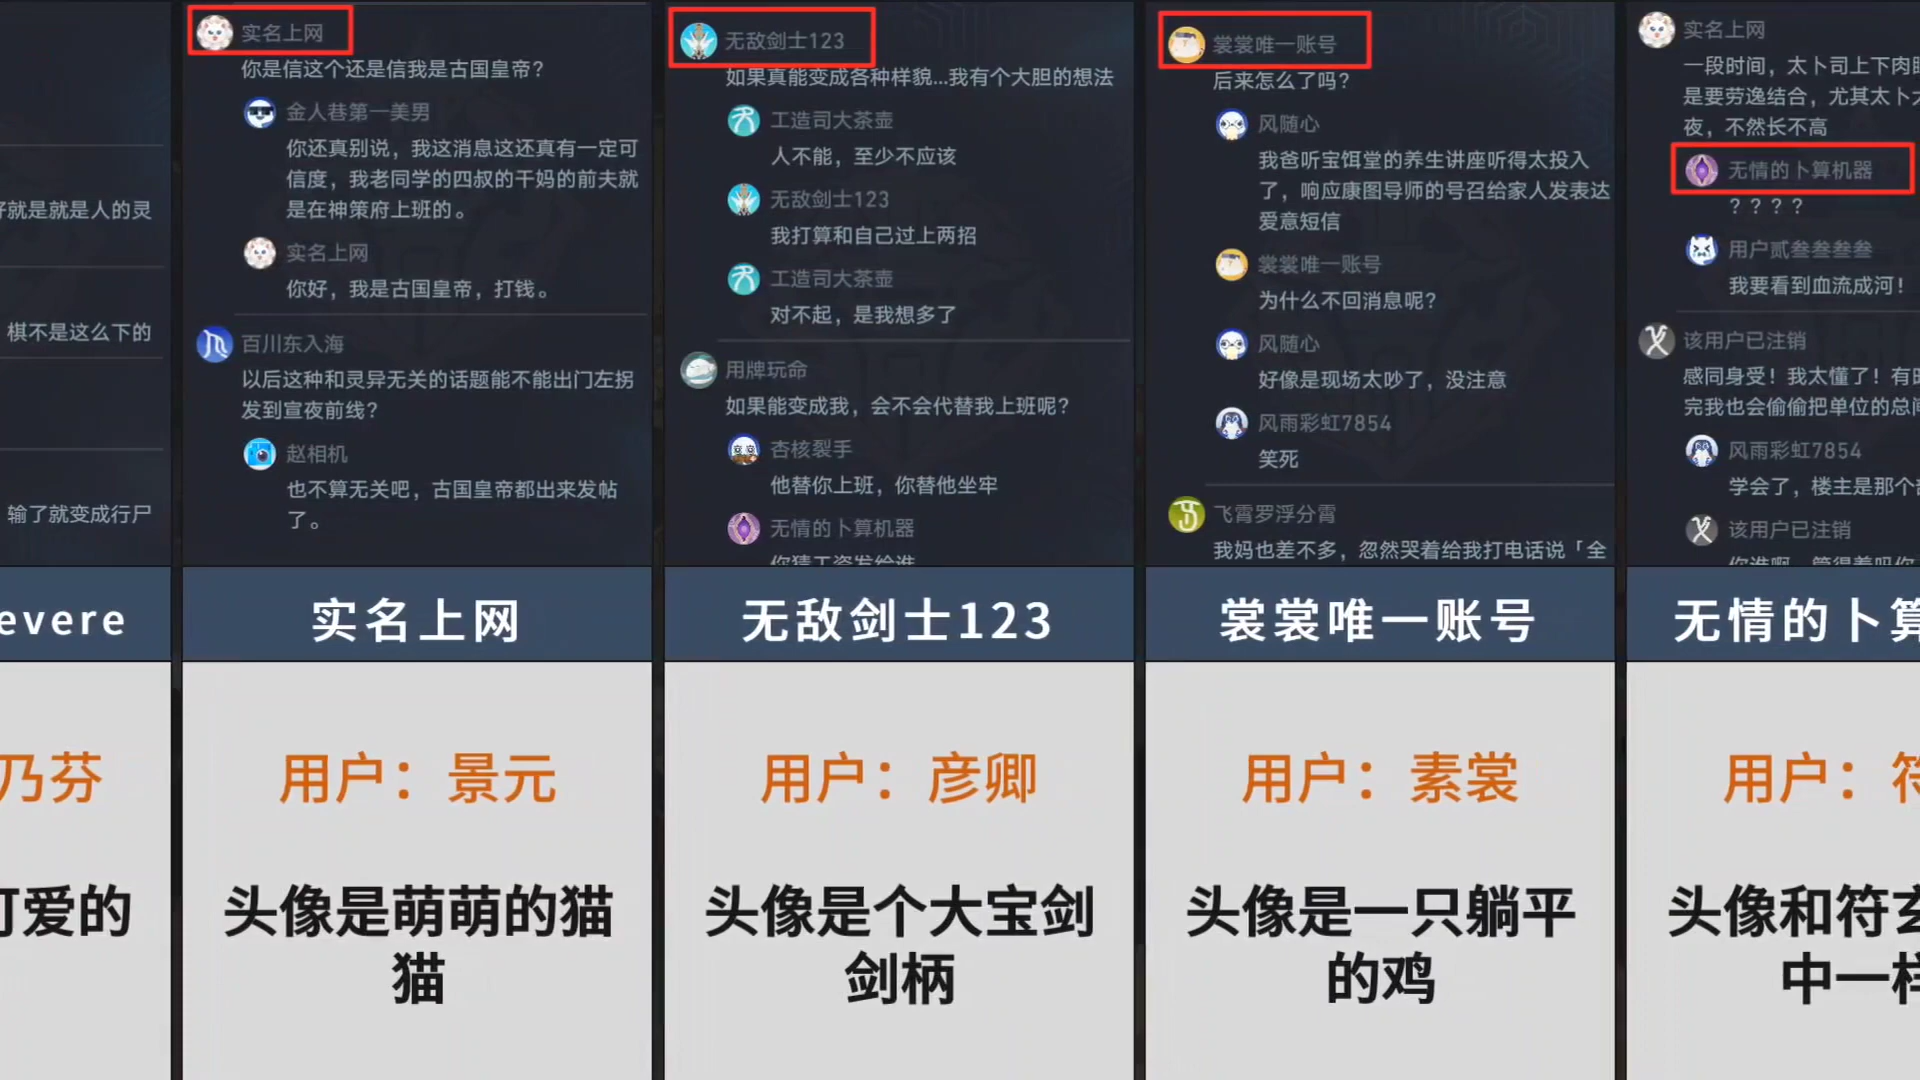 好就是就是人的灵
棋不是这么下的
输了就变成行尸
evere
乃芬
可爱的
实名上网
你是信这个还是信我是古国皇帝？
金人巷第一美男
你还真别说，我这消息这还真有一定可
信度，我老同学的四叔的干妈的前夫就
是在神策府上班的。
实名上网
你好，我是古国皇帝，打钱。
百川东入海
以后这种和灵异无关的话题能不能出门左拐
发到宣夜前线？
赵相机
也不算无关吧，古国皇帝都出来发帖
了。
实名上网
用户：景元
头像是萌萌的猫
猫
无敌剑士123
如果真能变成各种样貌...我有个大胆的想法
工造司大茶壶
人不能，至少不应该
无敌剑士123
我打算和自己过上两招
工造司大茶壶
对不起，是我想多了
用牌玩命
如果能变成我，会不会代替我上班呢？
杏核裂手
他替你上班，你替他坐牢
无情的卜算机器
你猜工资发给谁
无敌剑士123
用户：彦卿
头像是个大宝剑
剑柄
裳裳唯一账号
后来怎么了吗？
风随心
我爸听宝饵堂的养生讲座听得太投入
了，响应康图导师的号召给家人发表达
爱意短信
裳裳唯一账号
为什么不回消息呢？
风随心
好像是现场太吵了，没注意
风雨彩虹7854
笑死
飞霄罗浮分霄
我妈也差不多，忽然哭着给我打电话说「全
裳裳唯一账号
用户：素裳
头像是一只躺平
的鸡
实名上网
一段时间，太卜司上下肉眼
是要劳逸结合，尤其太卜大
夜，不然长不高
无情的卜算机器
？？？？
用户贰叁叁叁叁
我要看到血流成河！
该用户已注销
感同身受！我太懂了！有时
完我也会偷偷把单位的总闸
风雨彩虹7854
学会了，楼主是那个部
该用户已注销
你谁啊，管得着吗你
无情的卜算
用户：符
头像和符玄
中一样